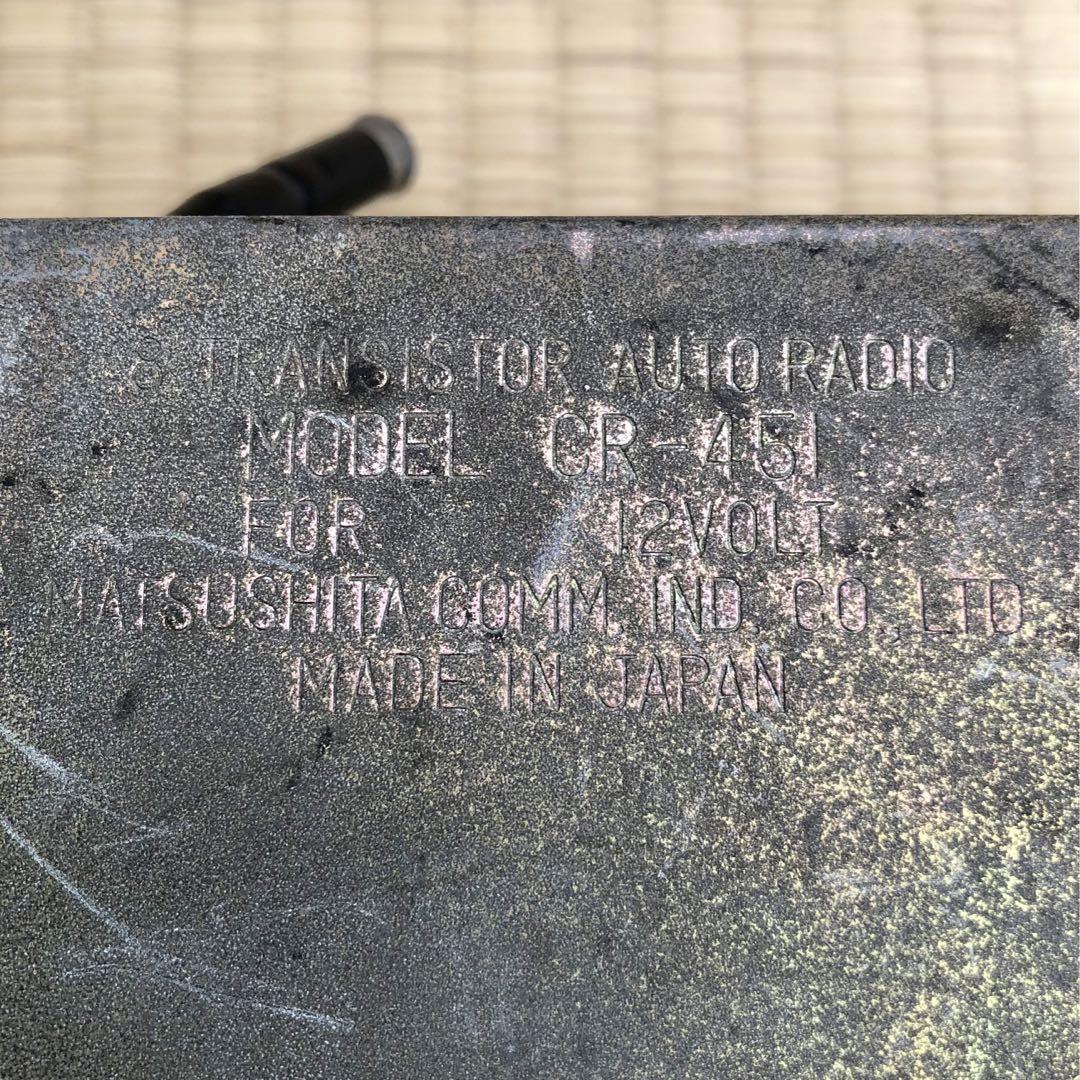 8 TRANSISTOR AUTO RADIO
MODEL CR-451
FOR 12VOLT
MATSUSHITA COMM. IND. CO., LTD
MADE IN JAPAN